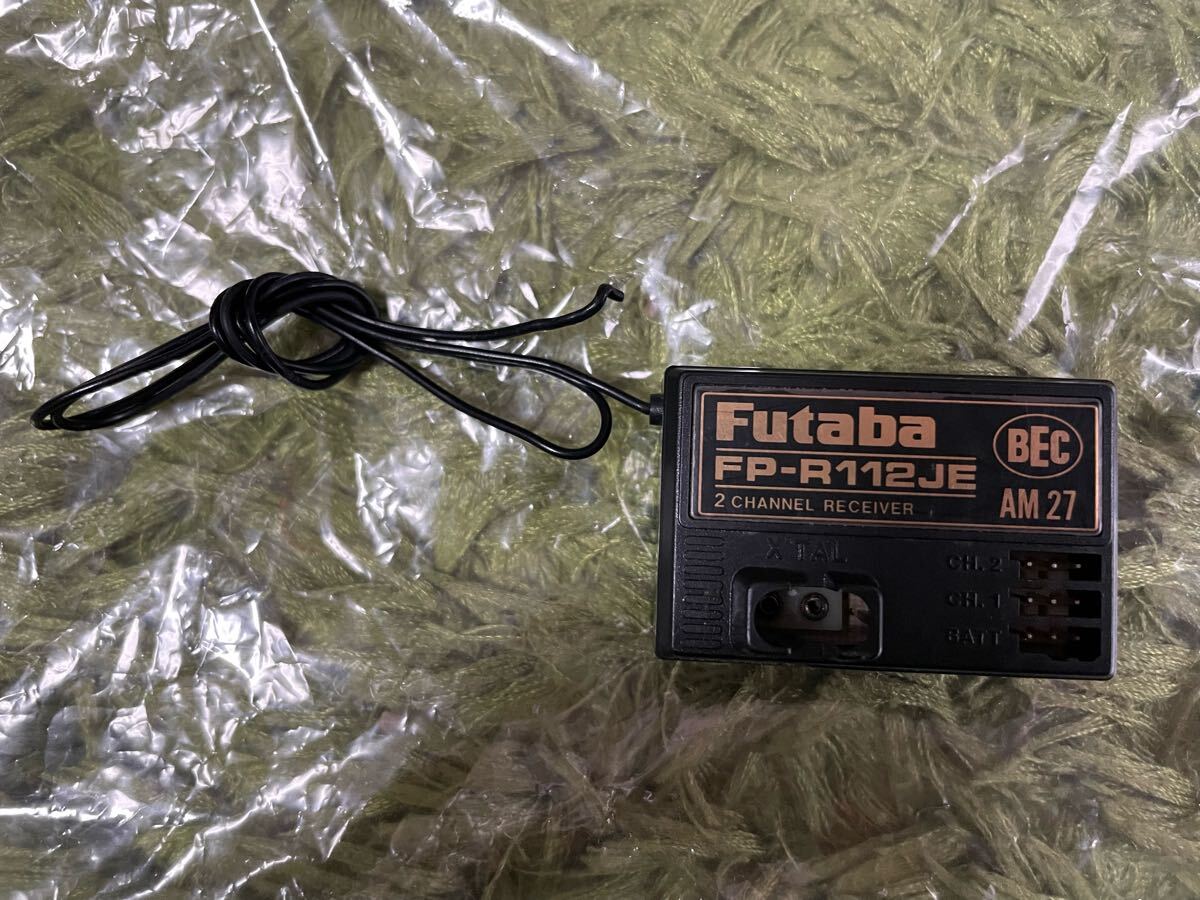 Futaba
FP-R112JE
2 CHANNEL RECEIVER
BEC
AM 27
X'TAL
CH. 2
CH. 1
BATT